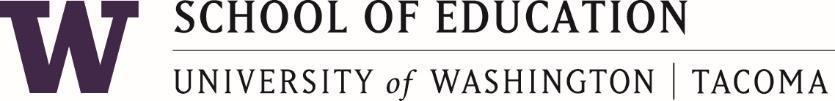 W
SCHOOL OF EDUCATION
UNIVERSITY of WASHINGTON | TACOMA